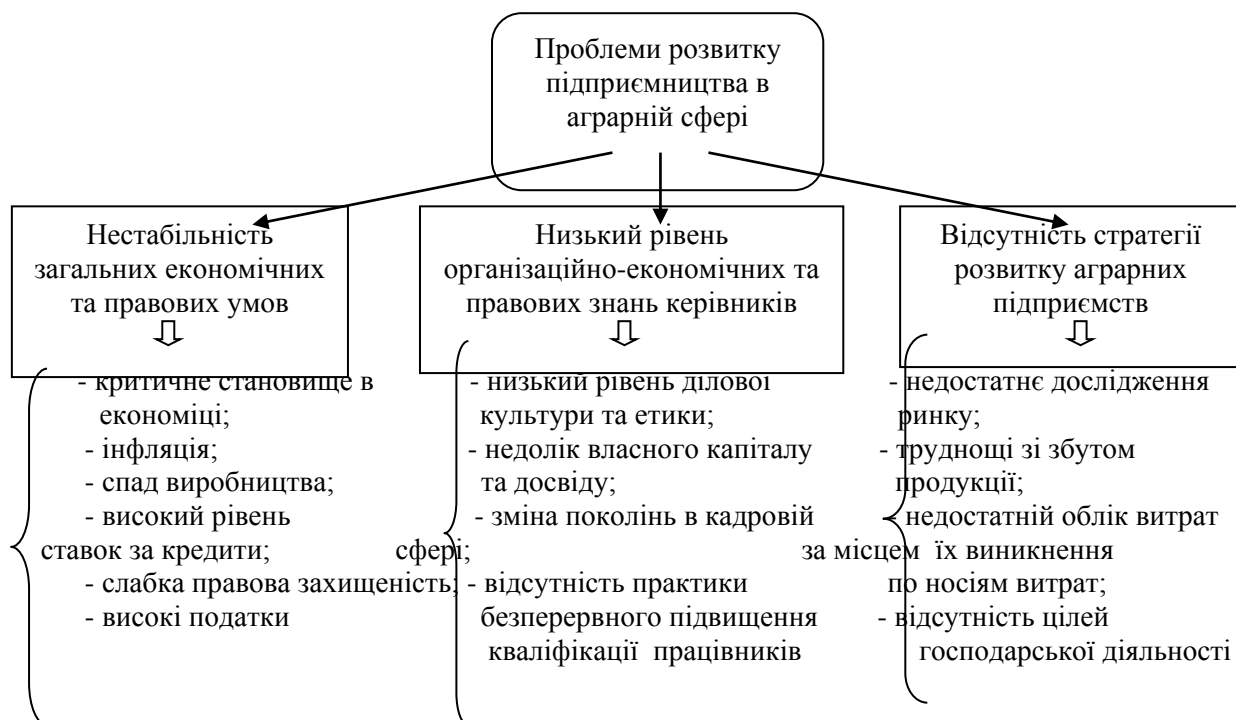 Проблеми розвитку
підприємництва в
аграрній сфері
Нестабільність
загальних економічних
та правових умов
- критичне становище в
економіці;
- інфляція;
- спад виробництва;
- високий рівень
ставок за кредити;
- слабка правова захищеність;
- високі податки
Низький рівень
організаційно-економічних та
правових знань керівників
- низький рівень ділової
культури та етики;
- недолік власного капіталу
та досвіду;
- зміна поколінь в кадровій
сфері;
- відсутність практики
безперервного підвищення
кваліфікації працівників
Відсутність стратегії
розвитку аграрних
підприємств
- недостатнє дослідження
ринку;
- труднощі зі збутом
продукції;
- недостатній облік витрат
за місцем їх виникнення
по носіям витрат;
- відсутність цілей
господарської діяльності